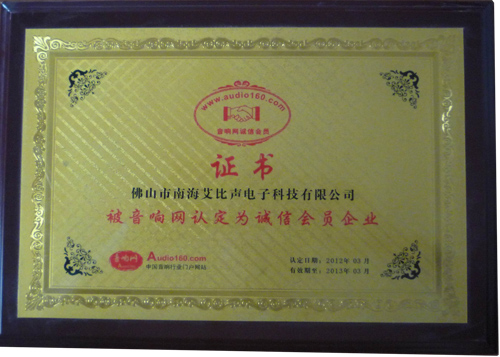 www.audio160.com
音响网诚信会员
证书
佛山市南海艾比声电子科技有限公司
被音响网认定为诚信会员企业
音响网
Audio160.com
中国音响行业门户网站
认定日期：2012年 03月
有效期至：2013年 03月